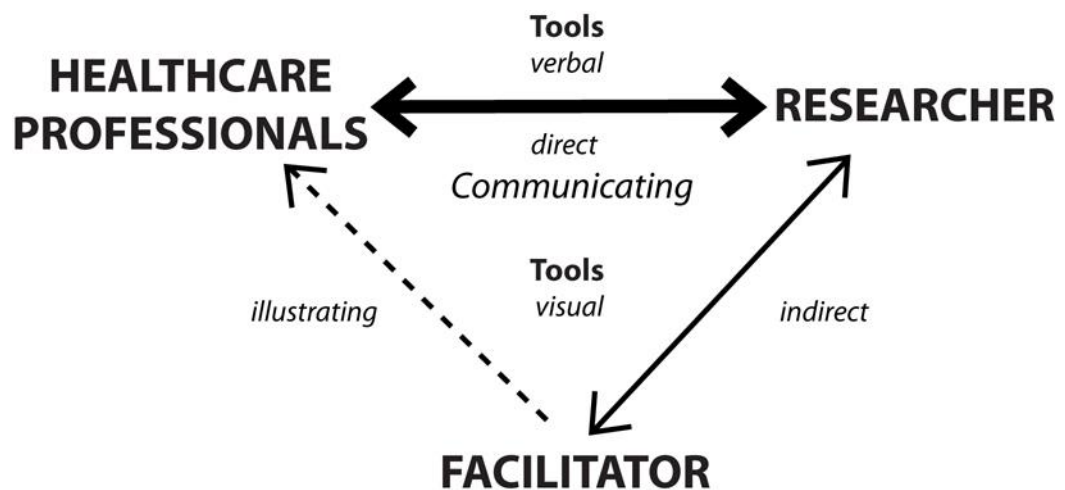 Tools
verbal
HEALTHCARE
PROFESSIONALS
RESEARCHER
direct
Communicating
Tools
visual
illustrating
indirect
FACILITATOR